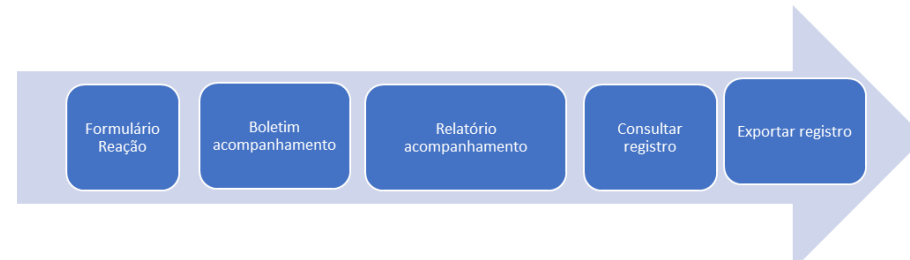 Formulário
Reação
Boletim
acompanhamento
Relatório
acompanhamento
Consultar
registro
Exportar registro